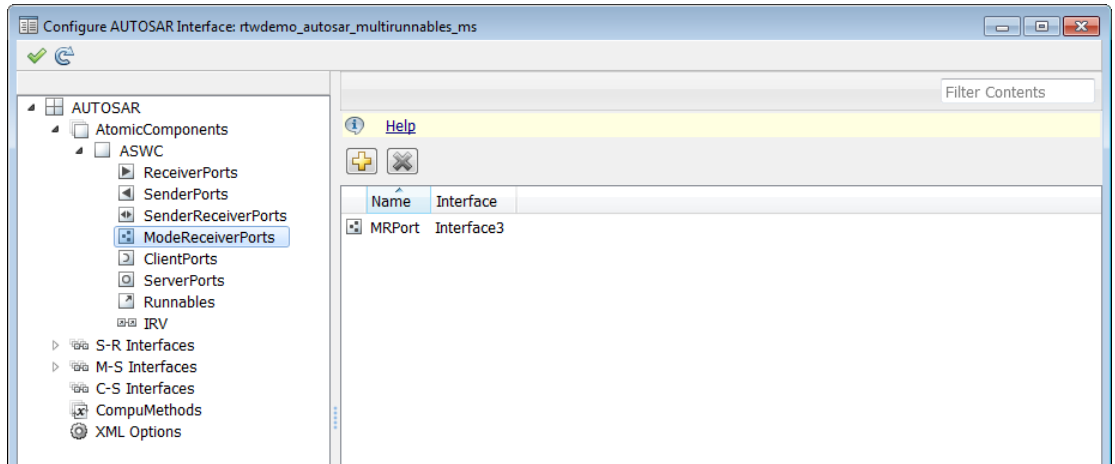 Configure AUTOSAR Interface: rtwdemo_autosar_multirunnables_ms
Filter Contents
AUTOSAR
AtomicComponents
ASWC
ReceiverPorts
SenderPorts
SenderReceiverPorts
ModeReceiverPorts
ClientPorts
ServerPorts
Runnables
IRV
S-R Interfaces
M-S Interfaces
C-S Interfaces
CompuMethods
XML Options
Help
Name Interface
MRPort Interface3